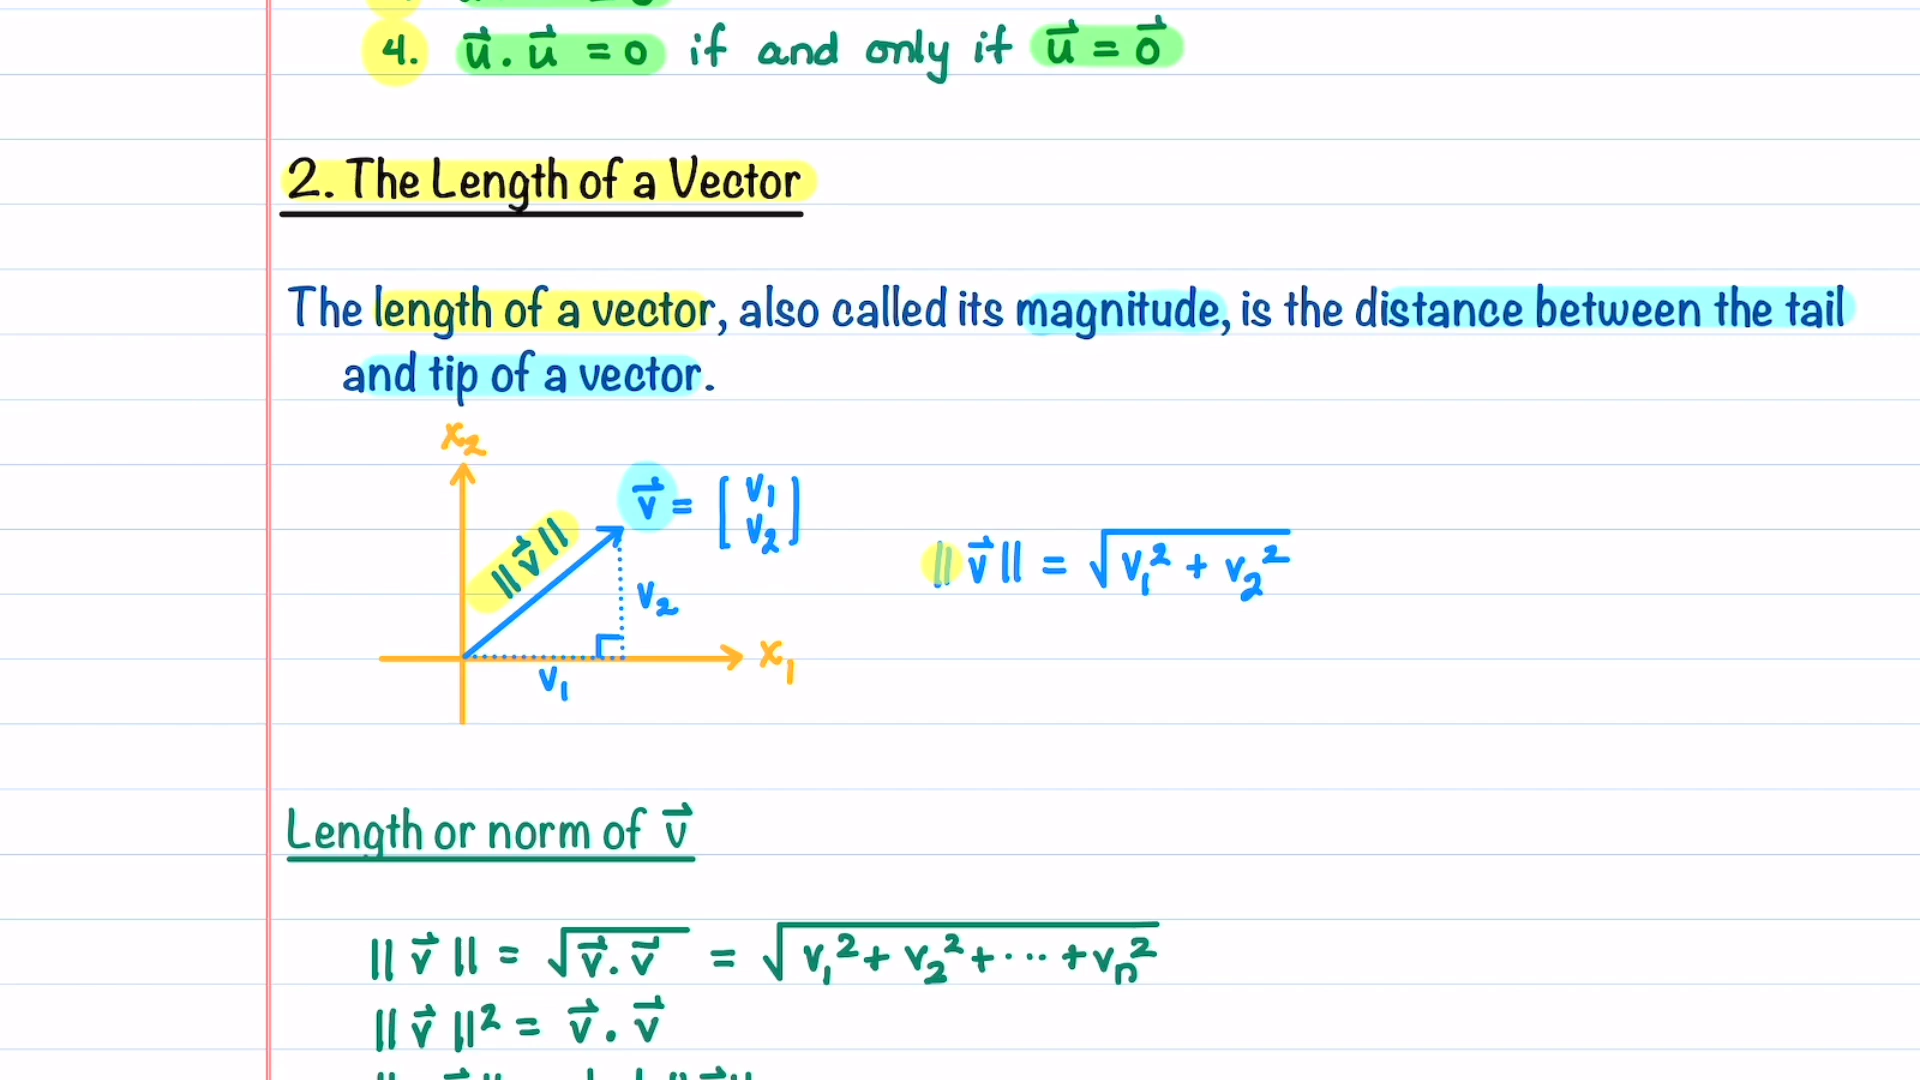 4. u⃗ . u⃗ = 0 if and only if u⃗ = 0⃗
2. The Length of a Vector
The length of a vector, also called its magnitude, is the distance between the tail
and tip of a vector.
x₂
v⃗ = [v₁ v₂]
||v⃗||
v₂
||v⃗|| = √(v₁² + v₂²)
x₁
v₁
Length or norm of v⃗
||v⃗|| = √(v⃗ . v⃗) = √(v₁² + v₂² + ··· + vₙ²)
||v⃗||² = v⃗ . v⃗